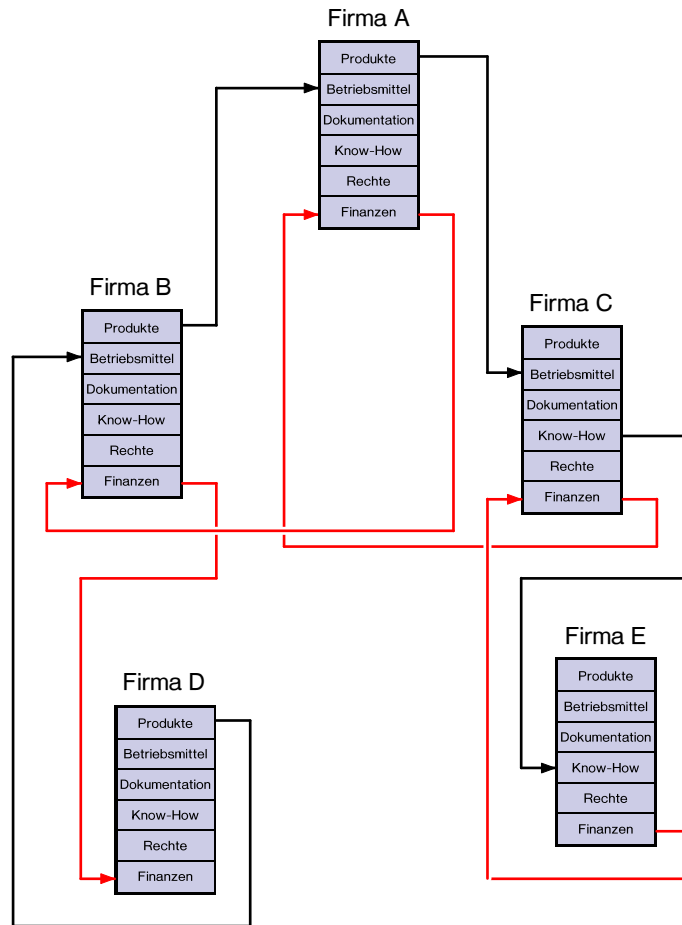 Firma A
Produkte
Betriebsmittel
Dokumentation
Know-How
Rechte
Finanzen
Firma B
Produkte
Betriebsmittel
Dokumentation
Know-How
Rechte
Finanzen
Firma C
Produkte
Betriebsmittel
Dokumentation
Know-How
Rechte
Finanzen
Firma D
Produkte
Betriebsmittel
Dokumentation
Know-How
Rechte
Finanzen
Firma E
Produkte
Betriebsmittel
Dokumentation
Know-How
Rechte
Finanzen